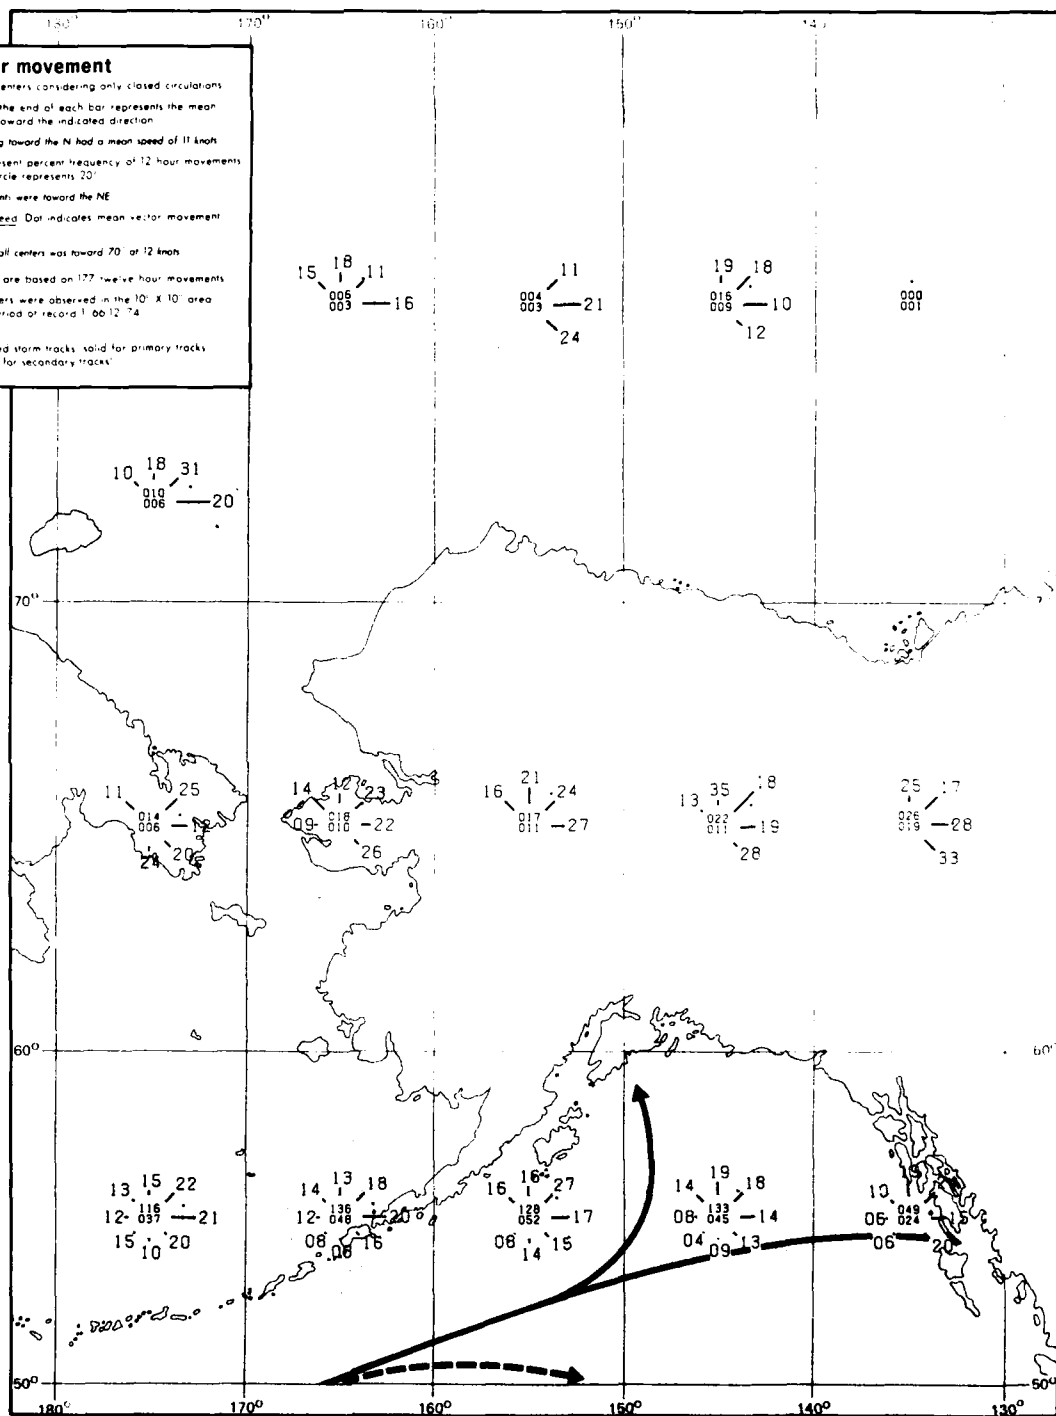 180° 170° 160° 150° 14
r movement
enters considering only closed circulations
the end of each bar represents the mean
toward the indicated direction
g toward the N had a mean speed of 11 knots
esent percent frequency of 12 hour movements
rcle represents 20
nts were toward the NE
eed Dot indicates mean vector movement
all centers was toward 70° at 12 knots
are based on 177 twelve hour movements
ers were observed in the 10° X 10° area
riod of record 1 66 12 74
ed storm tracks solid for primary tracks
for secondary tracks
15 18 11
006
003 16
11
004
003 21
24
19 18
016
009 10
12
000
001
10 18 31
010
006 20
70°
11 25
014
006
24 20
14 12 23
09 018
010 22
26
16 21 24
017
011 27
13 35 18
022
011 19
28
25 17
026
019 28
33
60° 60°
13 15 22
12 116
037 21
15 10 20
14 13 18
12 136
048 20
08 08 16
16 16 27
128
052 17
08 14 15
14 19 18
08 133
045 14
04 09 13
10
06 049
024 15
06 20
50° 50°
180° 170° 160° 150° 140° 130°